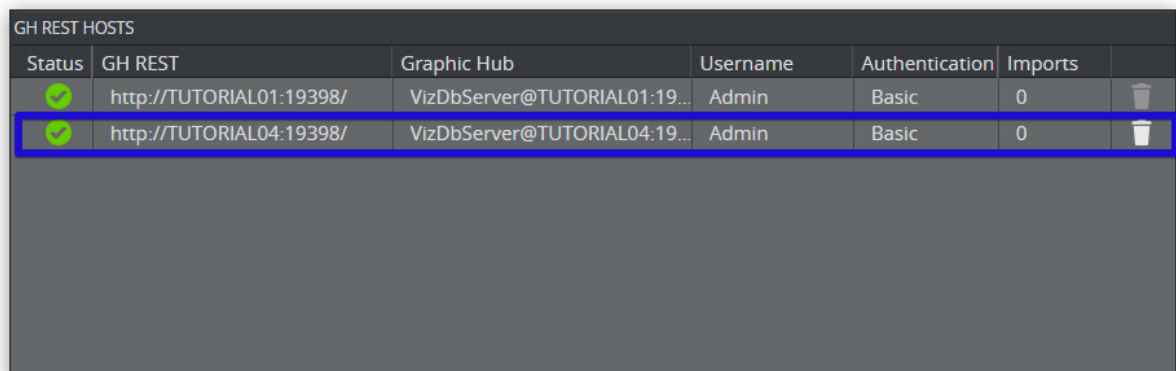 GH REST HOSTS
Status GH REST Graphic Hub Username Authentication Imports
http://TUTORIAL01:19398/ VizDbServer@TUTORIAL01:19... Admin Basic 0
http://TUTORIAL04:19398/ VizDbServer@TUTORIAL04:19... Admin Basic 0